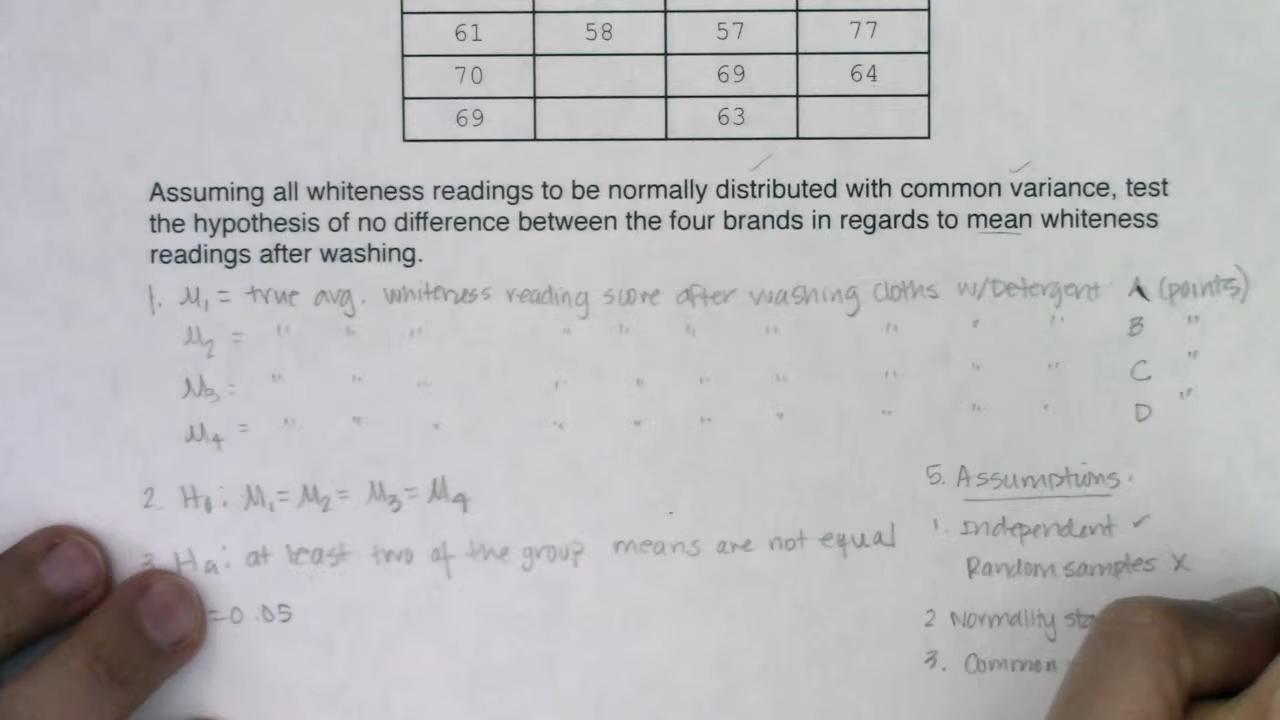 61 58 57 77
70 69 64
69 63
Assuming all whiteness readings to be normally distributed with common variance, test
the hypothesis of no difference between the four brands in regards to mean whiteness
readings after washing.
1. μ₁ = true avg. whiteness reading score after washing cloths w/Detergent A (points)
μ₂ = " " " " " " " " " " B "
μ₃ = " " " " " " " " " " C "
μ₄ = " " " " " " " " " " D "
2. H₀: μ₁ = μ₂ = μ₃ = μ₄
3. Ha: at least two of the group means are not equal
=0.05
5. Assumptions:
1. Independent ✓
Random samples X
2 Normality
3. Common